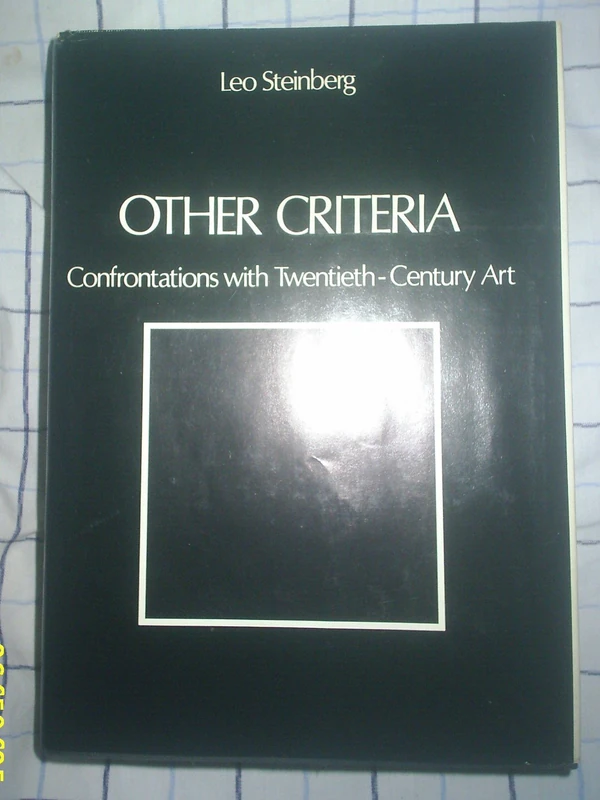 Leo Steinberg
OTHER CRITERIA
Confrontations with Twentieth-Century Art